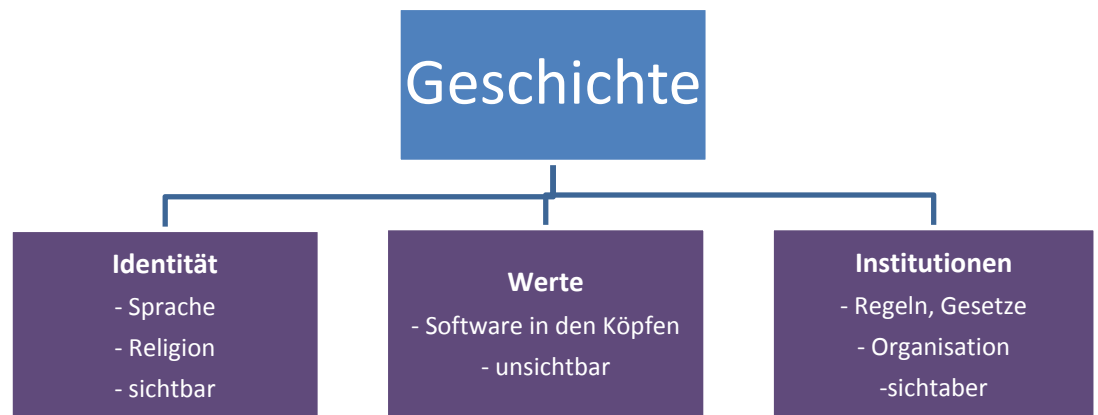 Geschichte
Identität
- Sprache
- Religion
- sichtbar
Werte
- Software in den Köpfen
- unsichtbar
Institutionen
- Regeln, Gesetze
- Organisation
-sichtaber